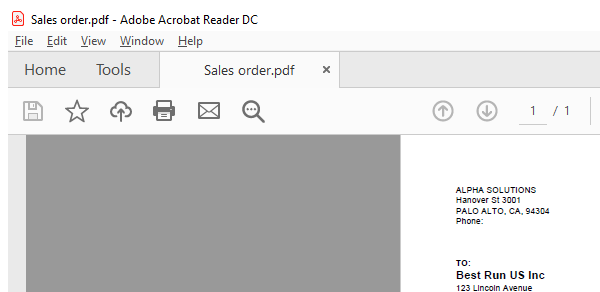 Sales order.pdf - Adobe Acrobat Reader DC
File Edit View Window Help
Home Tools Sales order.pdf ×
1 / 1
ALPHA SOLUTIONS
Hanover St 3001
PALO ALTO, CA, 94304
Phone:
TO:
Best Run US Inc
123 Lincoln Avenue